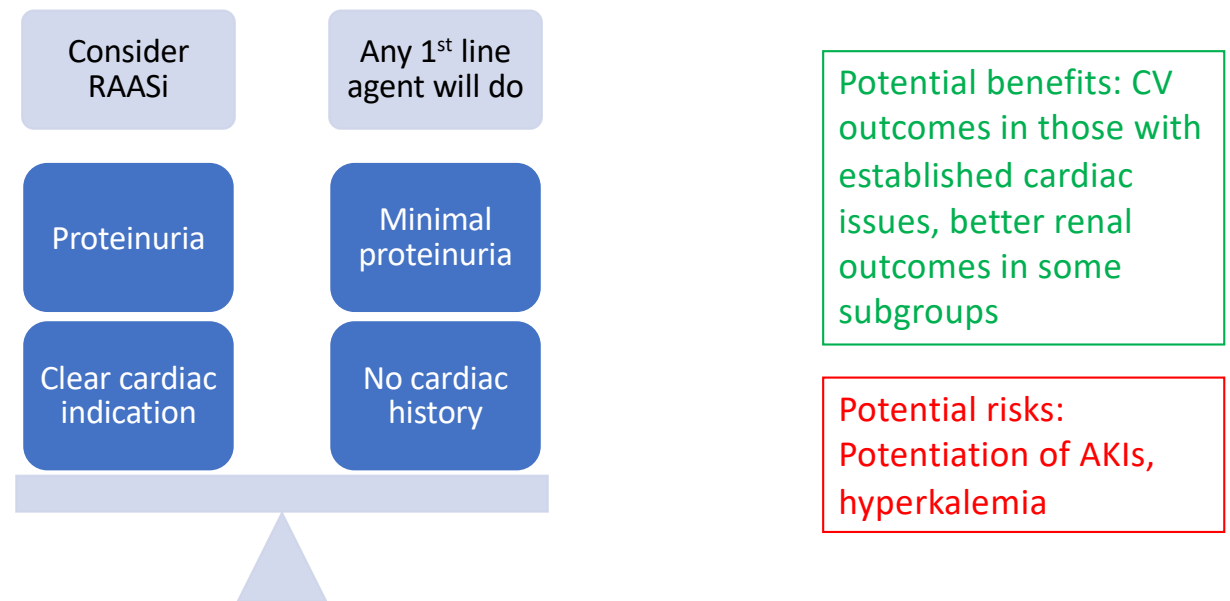 Consider
RAASi
Any 1st line
agent will do
Proteinuria
Minimal
proteinuria
Clear cardiac
indication
No cardiac
history
Potential benefits: CV
outcomes in those with
established cardiac
issues, better renal
outcomes in some
subgroups
Potential risks:
Potentiation of AKIs,
hyperkalemia